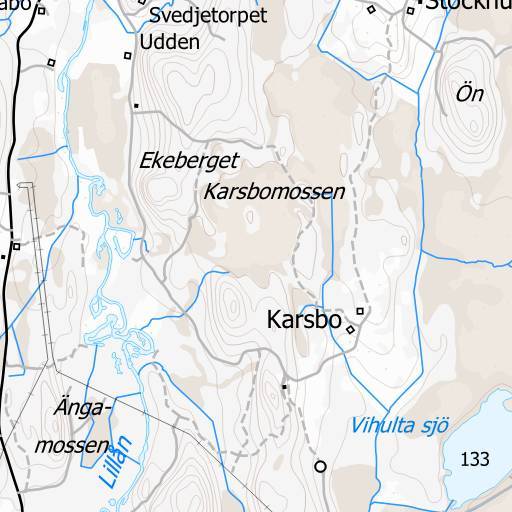 Svedjetorpet
Udden
Ön
Ekeberget
Karsbomossen
Karsbo
Änga-
mossen
Lillån
Vihulta sjö
133